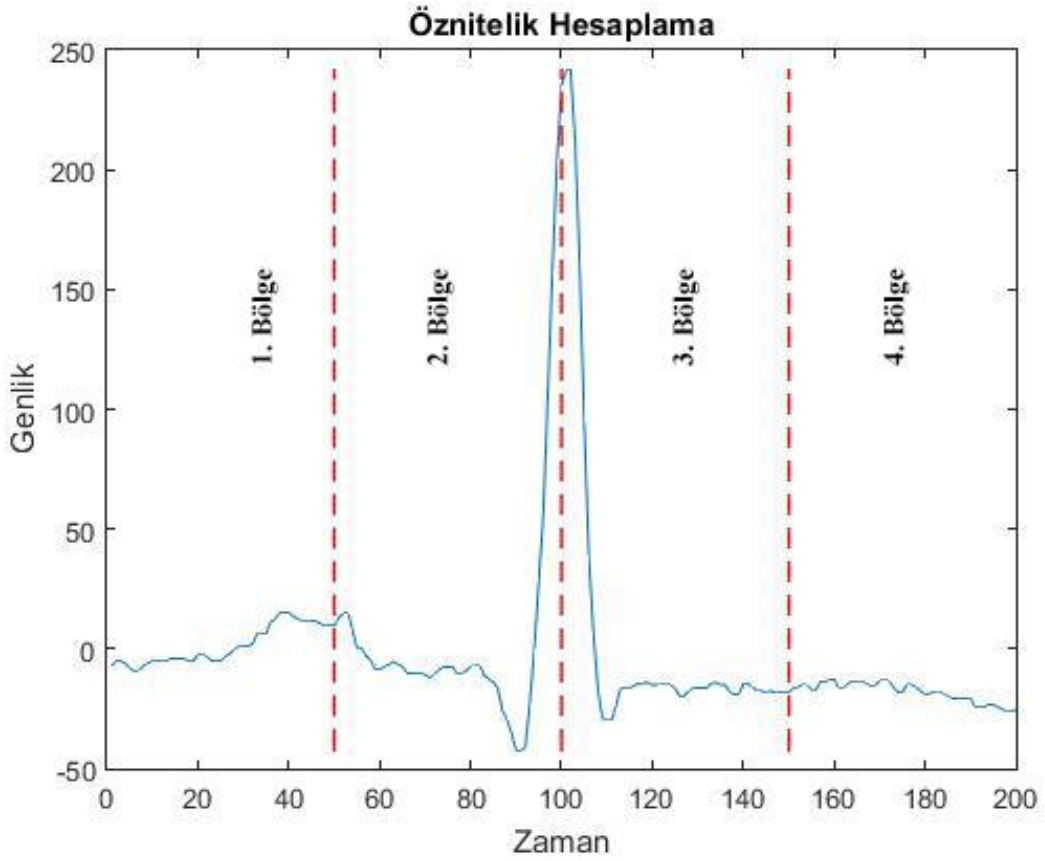 Öznitelik Hesaplama
250
200
150
100
50
0
-50
Genlik
1. Bölge
2. Bölge
3. Bölge
4. Bölge
0 20 40 60 80 100 120 140 160 180 200
Zaman